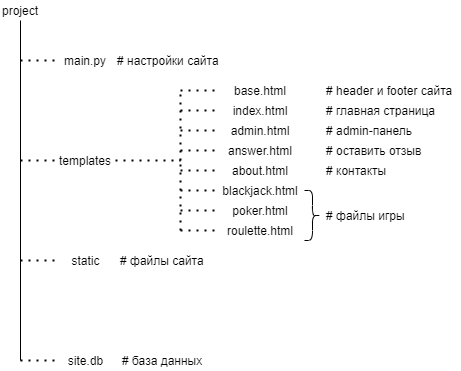 project
main.py # настройки сайта
base.html # header и footer сайта
index.html # главная страница
admin.html # admin-панель
answer.html # оставить отзыв
templates
about.html # контакты
blackjack.html
poker.html # файлы игры
roulette.html
static # файлы сайта
site.db # база данных